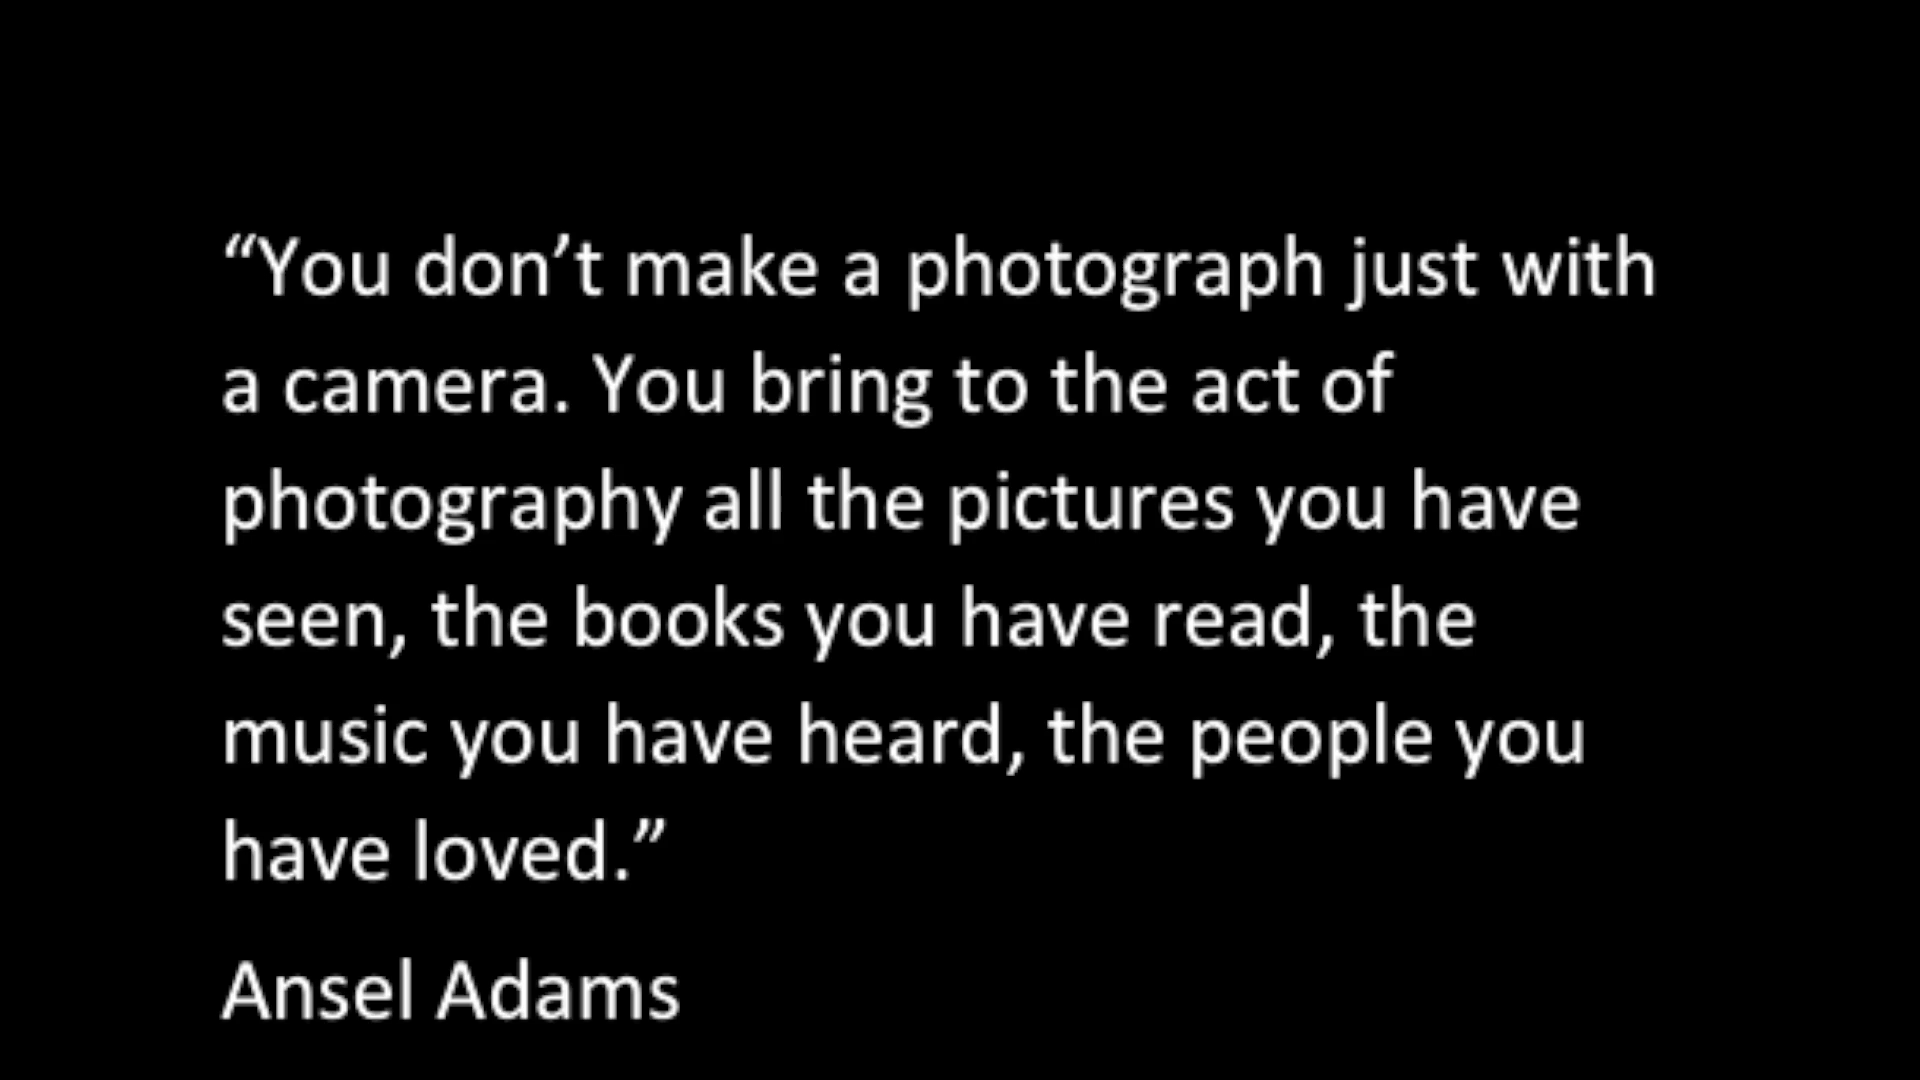 “You don’t make a photograph just with
a camera. You bring to the act of
photography all the pictures you have
seen, the books you have read, the
music you have heard, the people you
have loved.”
Ansel Adams